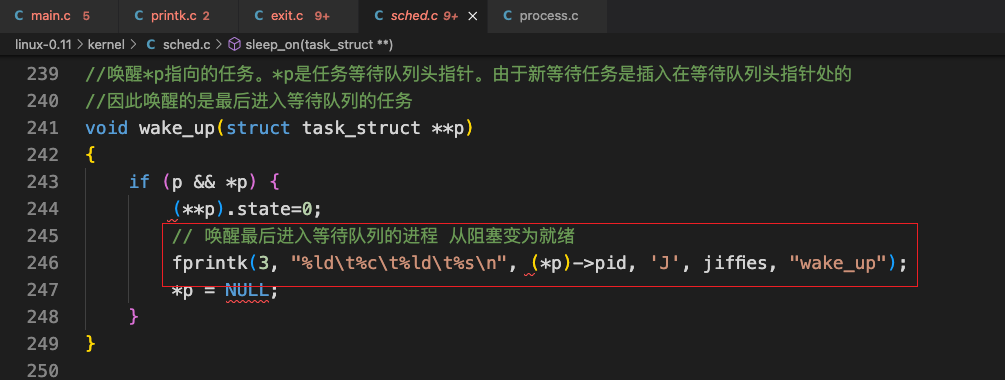 C main.c 5 C printk.c 2 C exit.c 9+ C sched.c 9+ × C process.c
linux-0.11 > kernel > C sched.c > sleep_on(task_struct **)
239 //唤醒*p指向的任务。*p是任务等待队列头指针。由于新等待任务是插入在等待队列头指针处的
240 //因此唤醒的是最后进入等待队列的任务
241 void wake_up(struct task_struct **p)
242 {
243 if (p && *p) {
244 (**p).state=0;
245 // 唤醒最后进入等待队列的进程 从阻塞变为就绪
246 fprintk(3, "%ld\t%c\t%ld\t%s\n", (*p)->pid, 'J', jiffies, "wake_up");
247 *p = NULL;
248 }
249 }
250